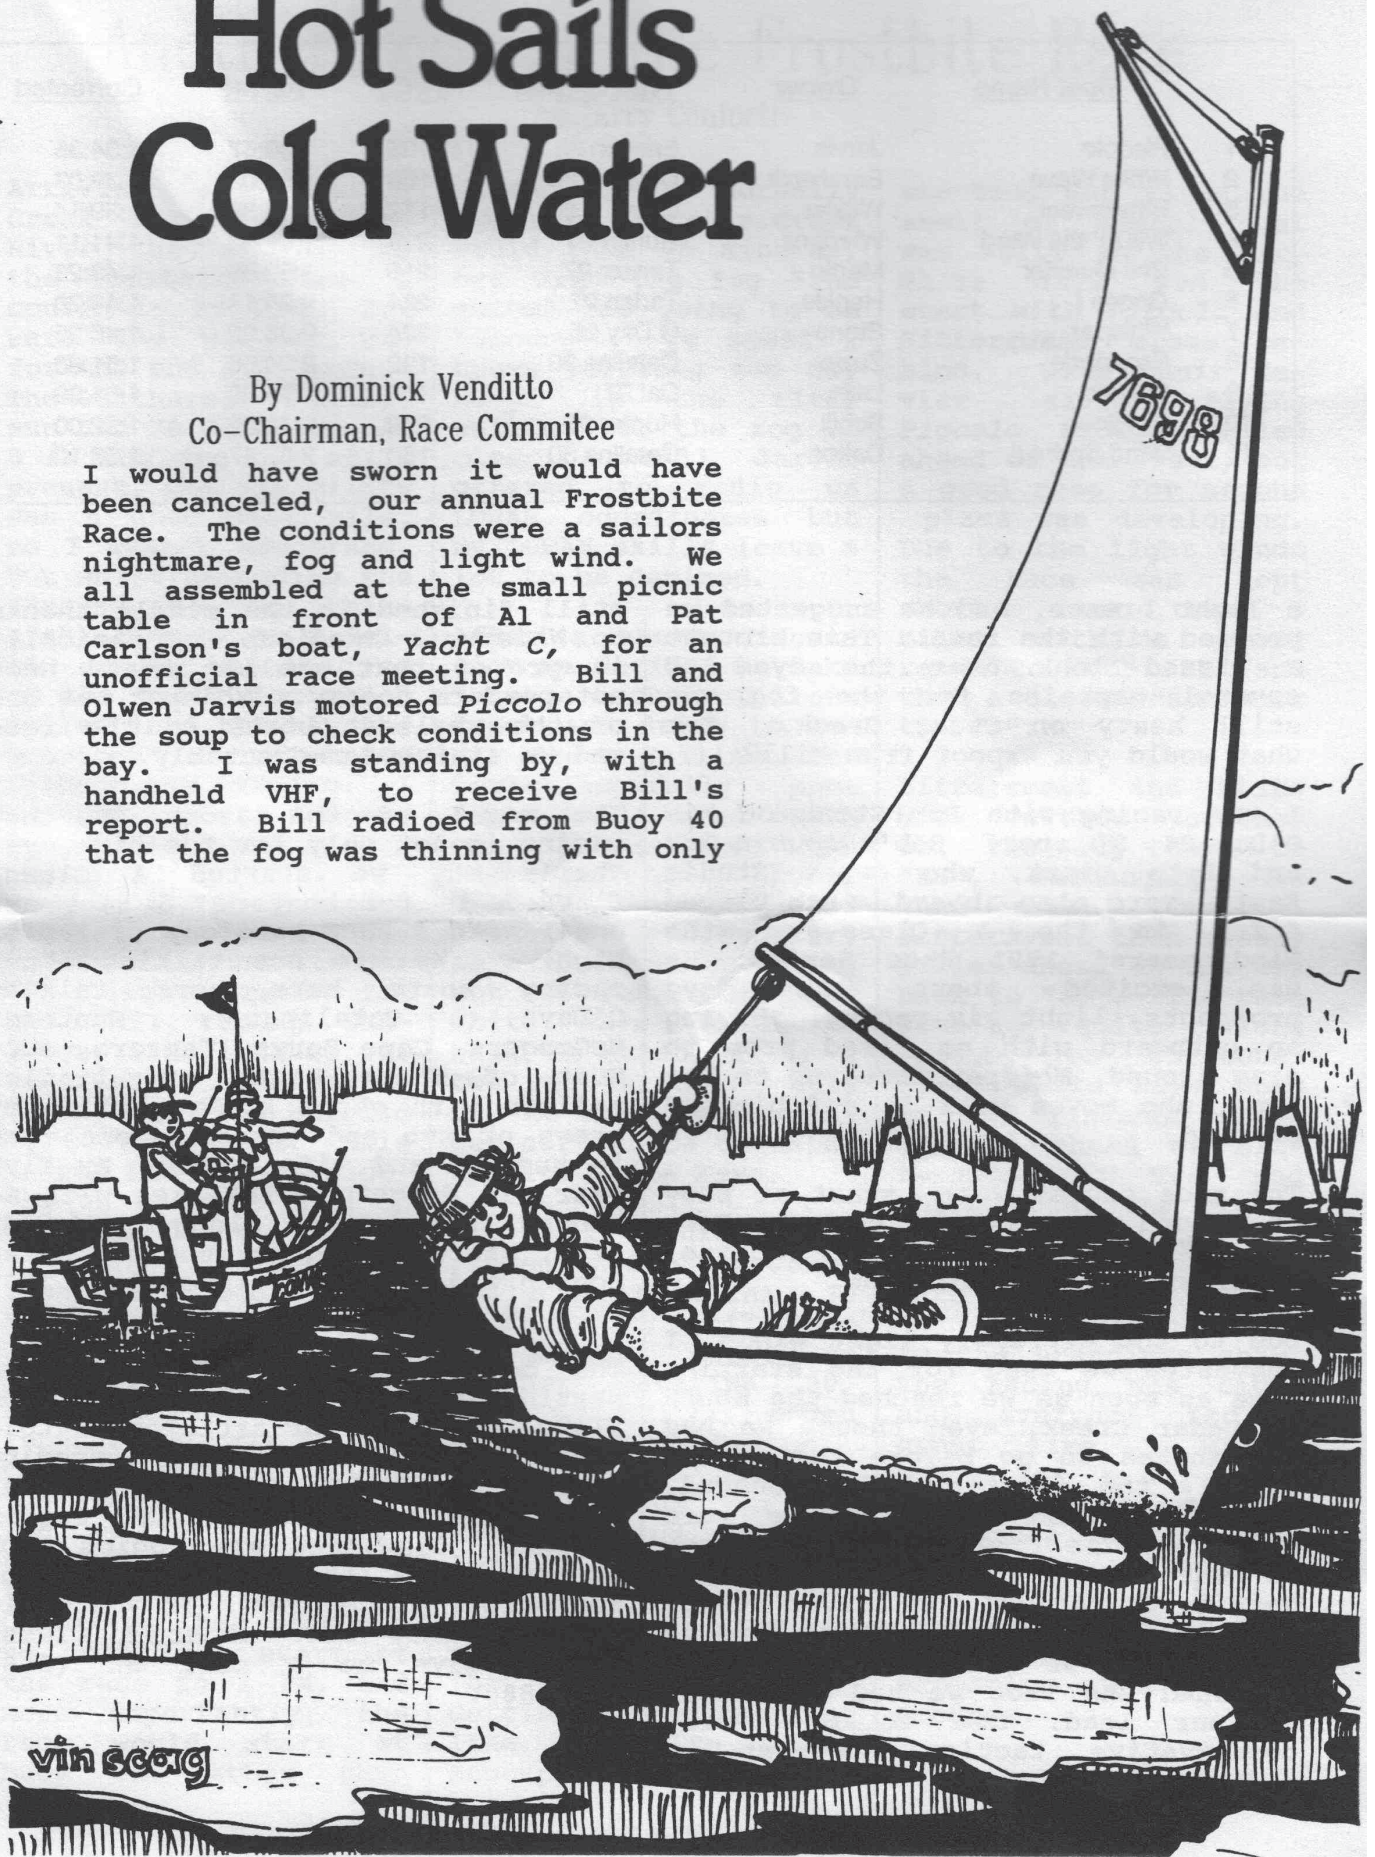 Hot Sails
Cold Water
By Dominick Venditto
Co-Chairman, Race Commitee
I would have sworn it would have
been canceled, our annual Frostbite
Race. The conditions were a sailors
nightmare, fog and light wind. We
all assembled at the small picnic
table in front of Al and Pat
Carlson's boat, Yacht C, for an
unofficial race meeting. Bill and
Olwen Jarvis motored Piccolo through
the soup to check conditions in the
bay. I was standing by, with a
handheld VHF, to receive Bill's
report. Bill radioed from Buoy 40
that the fog was thinning with only
7698
vin scag